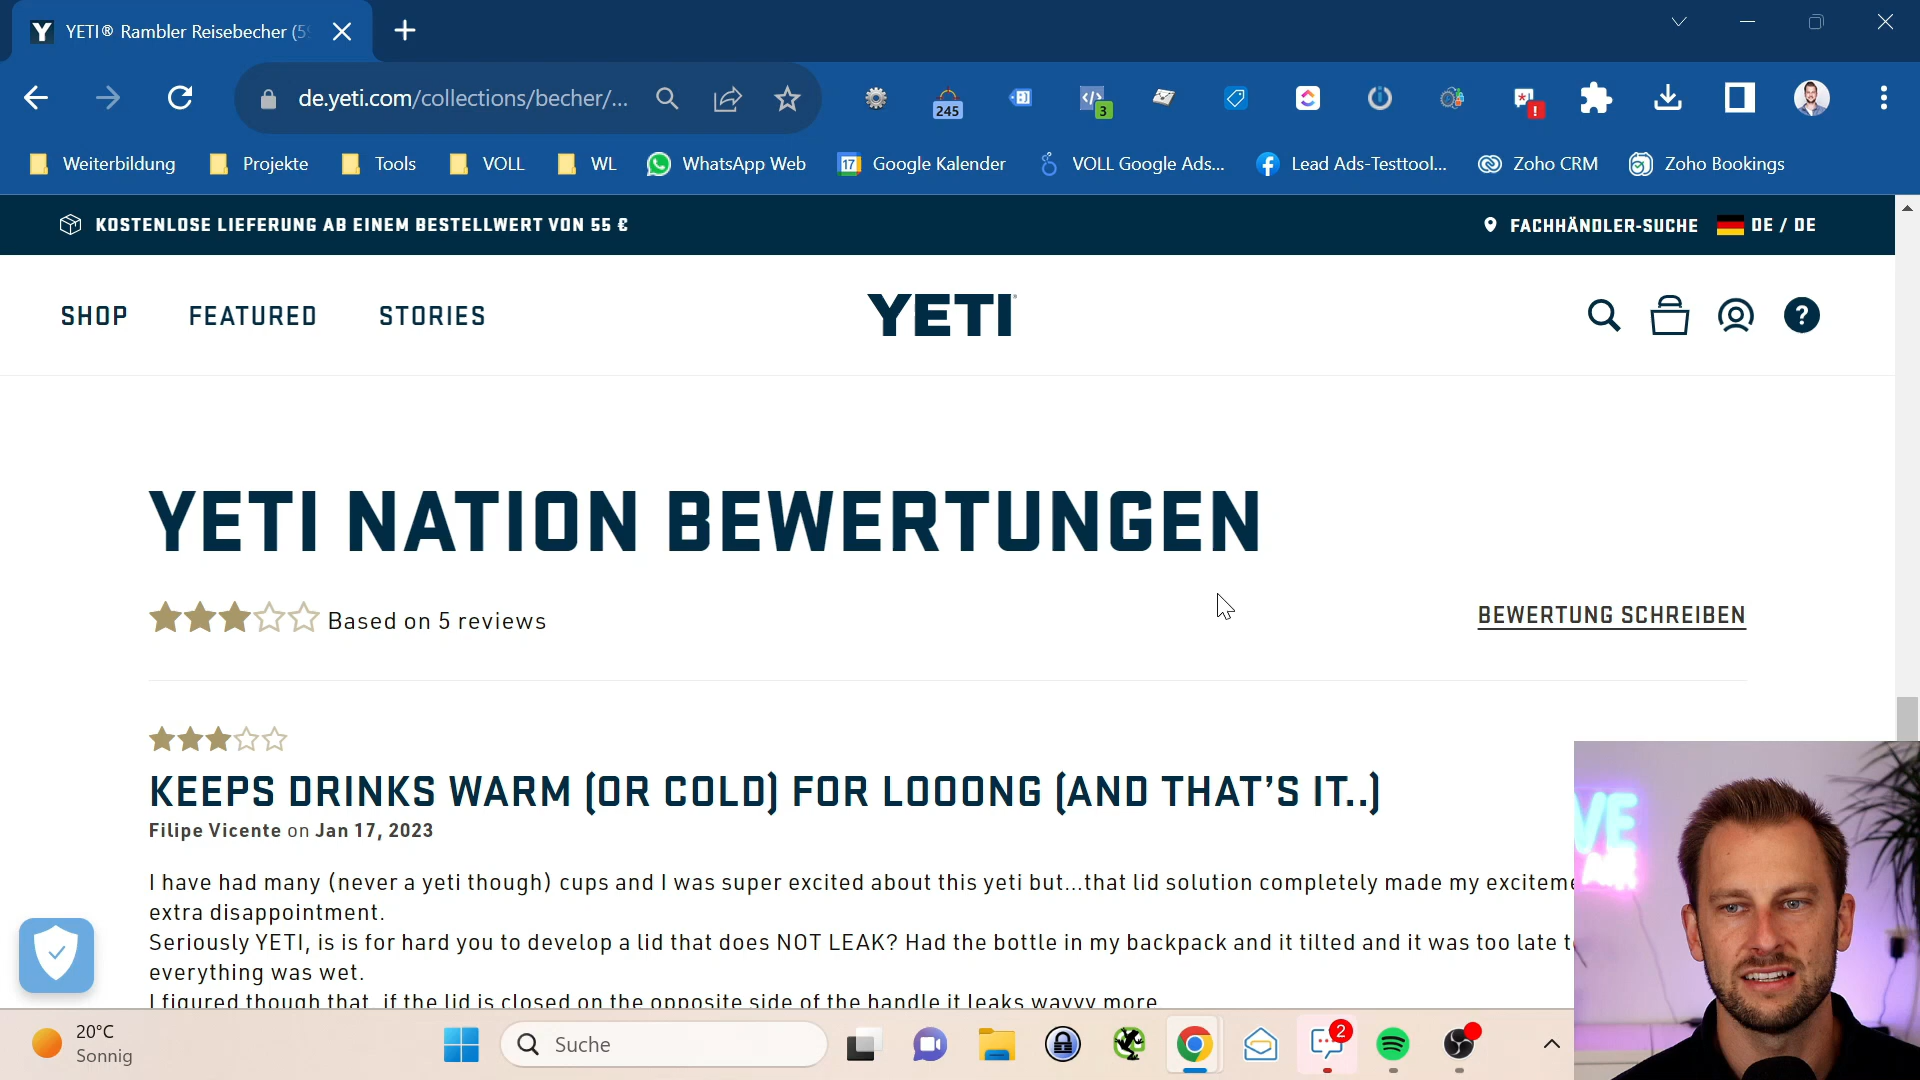 YETI® Rambler Reisebecher (5
de.yeti.com/collections/becher/...
245
3
Weiterbildung
Projekte
Tools
VOLL
WL
WhatsApp Web
17
Google Kalender
VOLL Google Ads...
Lead Ads-Testtool...
Zoho CRM
Zoho Bookings
KOSTENLOSE LIEFERUNG AB EINEM BESTELLWERT VON 55 €
FACHHÄNDLER-SUCHE
DE / DE
SHOP
FEATURED
STORIES
YETI
YETI NATION BEWERTUNGEN
Based on 5 reviews
BEWERTUNG SCHREIBEN
KEEPS DRINKS WARM (OR COLD) FOR LOOONG (AND THAT'S IT..)
Filipe Vicente on Jan 17, 2023
I have had many (never a yeti though) cups and I was super excited about this yeti but...that lid solution completely made my excitem
extra disappointment.
Seriously YETI, is is for hard you to develop a lid that does NOT LEAK? Had the bottle in my backpack and it tilted and it was too late t
everything was wet.
I figured though that, if the lid is closed on the opposite side of the handle it leaks wayyy more
20°C
Sonnig
Suche
2